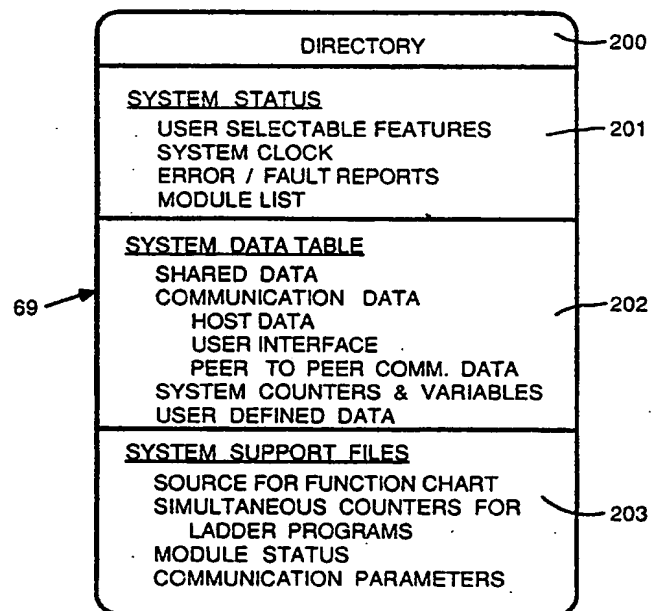 DIRECTORY
200
SYSTEM STATUS
USER SELECTABLE FEATURES
201
SYSTEM CLOCK
ERROR / FAULT REPORTS
MODULE LIST
SYSTEM DATA TABLE
SHARED DATA
COMMUNICATION DATA
69
202
HOST DATA
USER INTERFACE
PEER TO PEER COMM. DATA
SYSTEM COUNTERS & VARIABLES
USER DEFINED DATA
SYSTEM SUPPORT FILES
SOURCE FOR FUNCTION CHART
SIMULTANEOUS COUNTERS FOR
203
LADDER PROGRAMS
MODULE STATUS
COMMUNICATION PARAMETERS